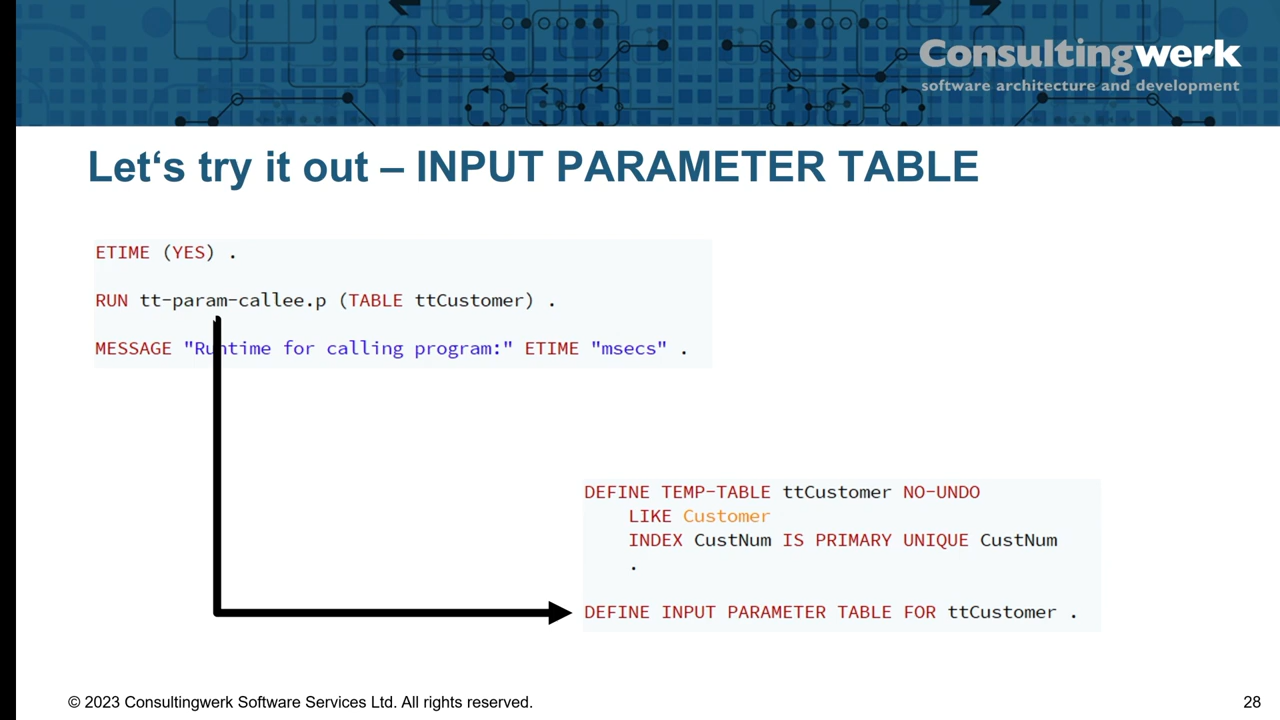 Consultingwerk
software architecture and development
Let‘s try it out – INPUT PARAMETER TABLE
ETIME (YES) .
RUN tt-param-callee.p (TABLE ttCustomer) .
MESSAGE "Runtime for calling program:" ETIME "msecs" .
DEFINE TEMP-TABLE ttCustomer NO-UNDO
LIKE Customer
INDEX CustNum IS PRIMARY UNIQUE CustNum
.
DEFINE INPUT PARAMETER TABLE FOR ttCustomer .
© 2023 Consultingwerk Software Services Ltd. All rights reserved.
28